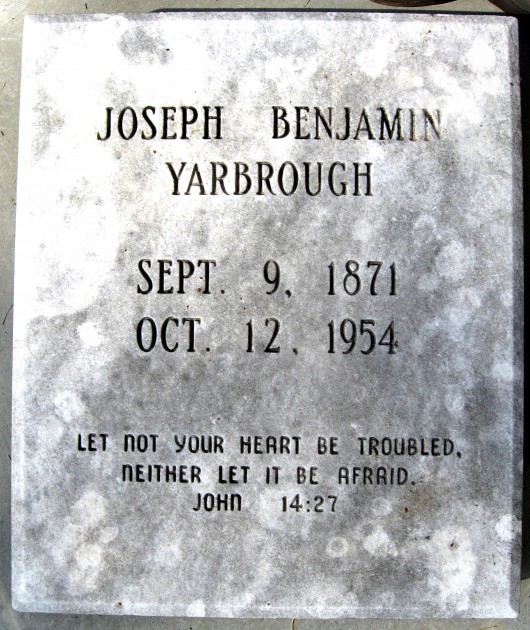 JOSEPH BENJAMIN
YARBROUGH
SEPT. 9, 1871
OCT. 12, 1954
LET NOT YOUR HEART BE TROUBLED,
NEITHER LET IT BE AFRAID.
JOHN 14:27